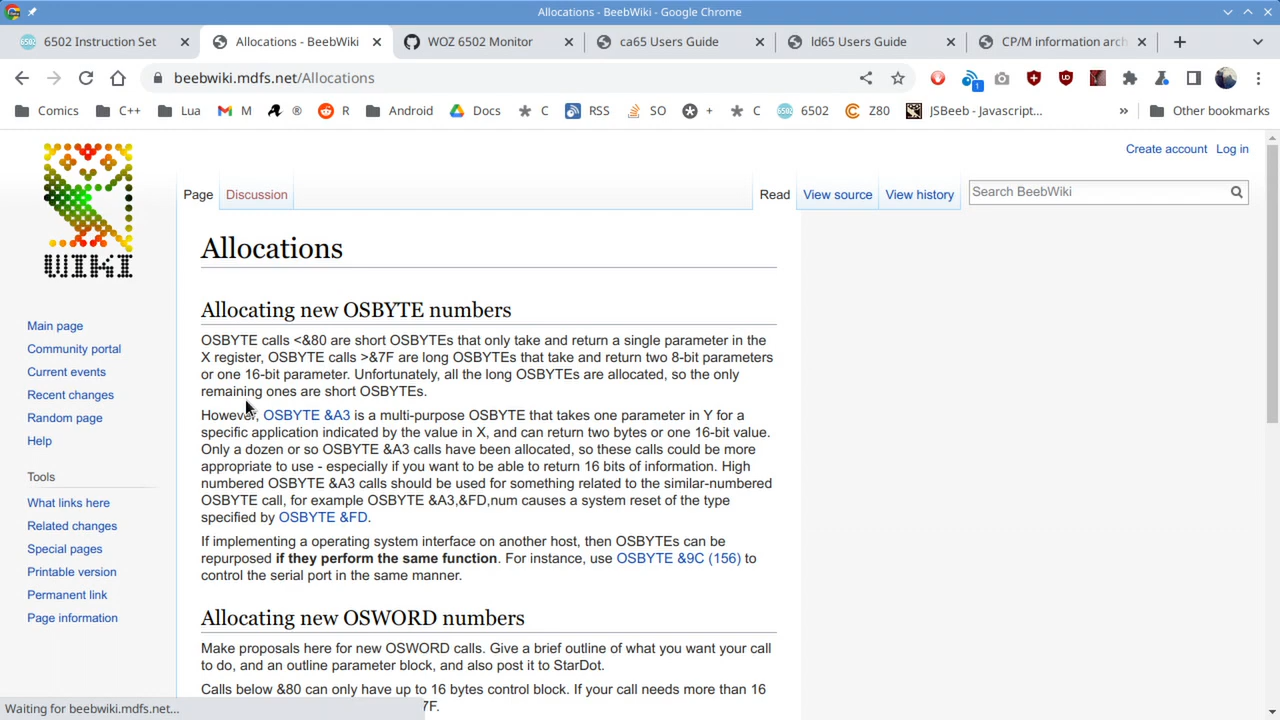 Allocations - BeebWiki - Google Chrome
6502 Instruction Set
Allocations - BeebWiki
WOZ 6502 Monitor
ca65 Users Guide
ld65 Users Guide
CP/M information arch
beebwiki.mdfs.net/Allocations
1
Comics
C++
Lua
M
®
R
Android
Docs
C
RSS
SO
+
C
6502
Z80
JSBeeb - Javascript...
»
Other bookmarks
Create account Log in
WIKI
Page Discussion
Read View source View history
Search BeebWiki
Main page
Community portal
Current events
Recent changes
Random page
Help
Tools
What links here
Related changes
Special pages
Printable version
Permanent link
Page information
Allocations
Allocating new OSBYTE numbers
OSBYTE calls <&80 are short OSBYTEs that only take and return a single parameter in the
X register, OSBYTE calls >&7F are long OSBYTEs that take and return two 8-bit parameters
or one 16-bit parameter. Unfortunately, all the long OSBYTEs are allocated, so the only
remaining ones are short OSBYTEs.
However, OSBYTE &A3 is a multi-purpose OSBYTE that takes one parameter in Y for a
specific application indicated by the value in X, and can return two bytes or one 16-bit value.
Only a dozen or so OSBYTE &A3 calls have been allocated, so these calls could be more
appropriate to use - especially if you want to be able to return 16 bits of information. High
numbered OSBYTE &A3 calls should be used for something related to the similar-numbered
OSBYTE call, for example OSBYTE &A3,&FD,num causes a system reset of the type
specified by OSBYTE &FD.
If implementing a operating system interface on another host, then OSBYTEs can be
repurposed if they perform the same function. For instance, use OSBYTE &9C (156) to
control the serial port in the same manner.
Allocating new OSWORD numbers
Make proposals here for new OSWORD calls. Give a brief outline of what you want your call
to do, and an outline parameter block, and also post it to StarDot.
Calls below &80 can only have up to 16 bytes control block. If your call needs more than 16
7F.
Waiting for beebwiki.mdfs.net...